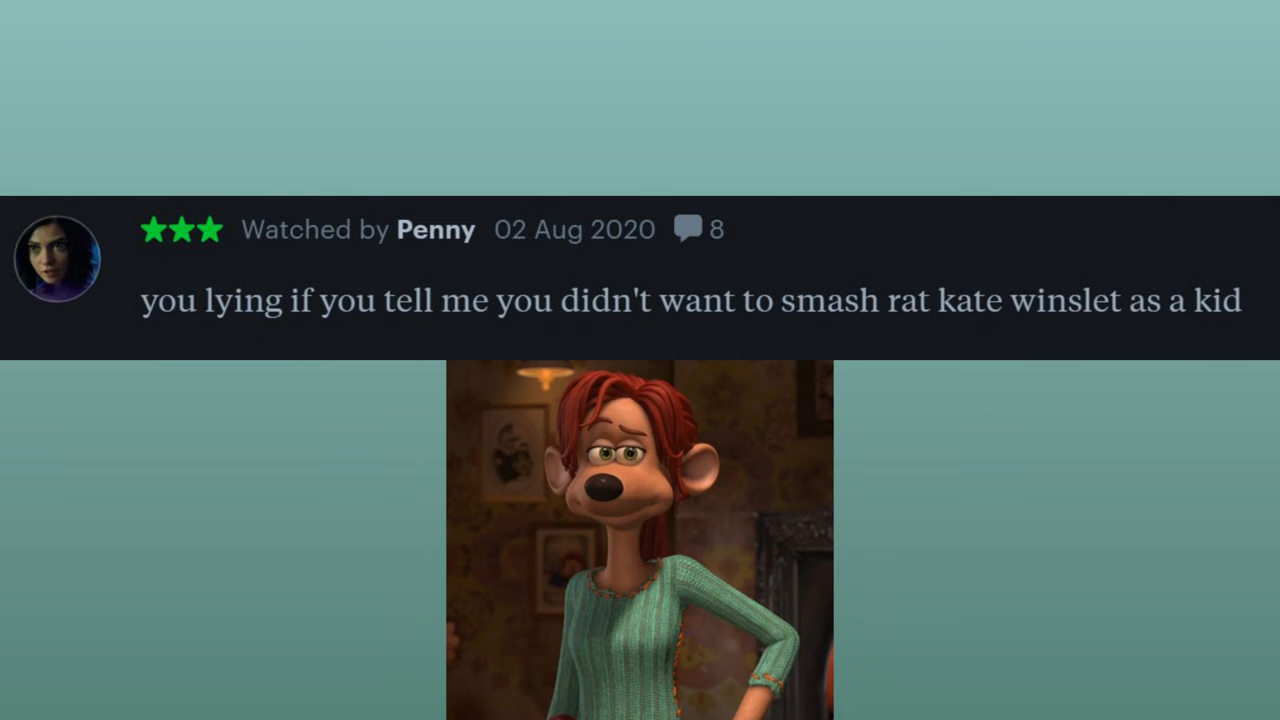 Watched by Penny 02 Aug 2020 8
you lying if you tell me you didn't want to smash rat kate winslet as a kid